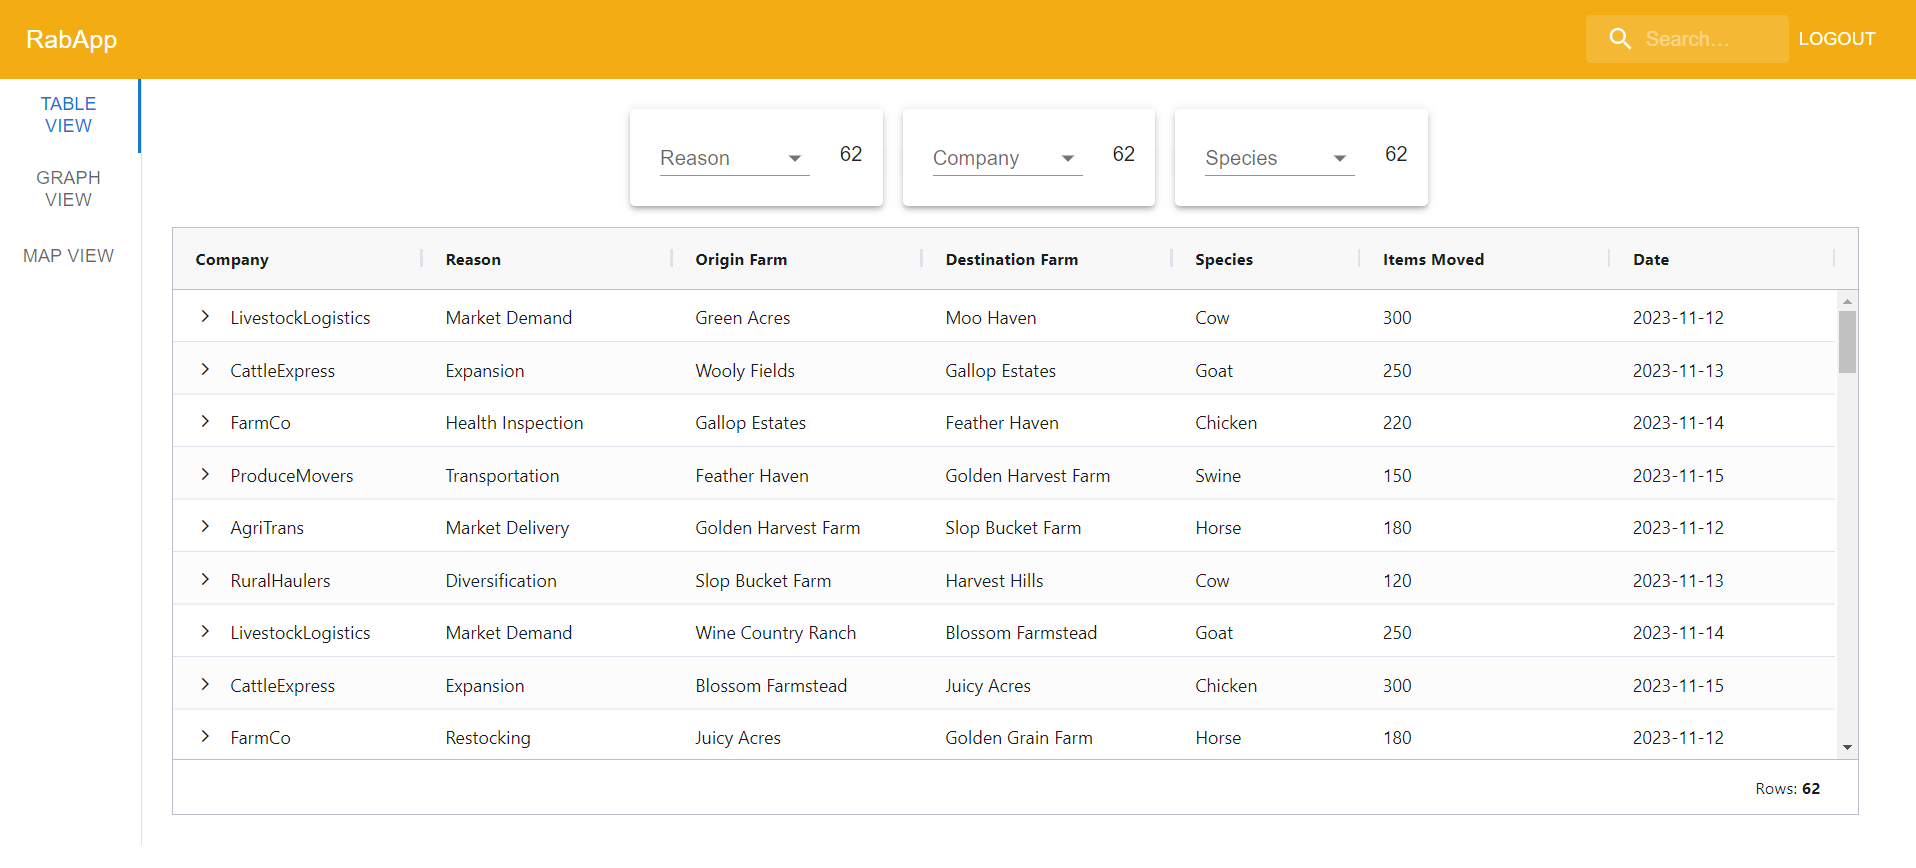 RabApp
Search...
LOGOUT
TABLE
VIEW
GRAPH
VIEW
MAP VIEW
Reason 62
Company 62
Species 62
Company Reason Origin Farm Destination Farm Species Items Moved Date
LivestockLogistics Market Demand Green Acres Moo Haven Cow 300 2023-11-12
CattleExpress Expansion Wooly Fields Gallop Estates Goat 250 2023-11-13
FarmCo Health Inspection Gallop Estates Feather Haven Chicken 220 2023-11-14
ProduceMovers Transportation Feather Haven Golden Harvest Farm Swine 150 2023-11-15
AgriTrans Market Delivery Golden Harvest Farm Slop Bucket Farm Horse 180 2023-11-12
RuralHaulers Diversification Slop Bucket Farm Harvest Hills Cow 120 2023-11-13
LivestockLogistics Market Demand Wine Country Ranch Blossom Farmstead Goat 250 2023-11-14
CattleExpress Expansion Blossom Farmstead Juicy Acres Chicken 300 2023-11-15
FarmCo Restocking Juicy Acres Golden Grain Farm Horse 180 2023-11-12
Rows: 62